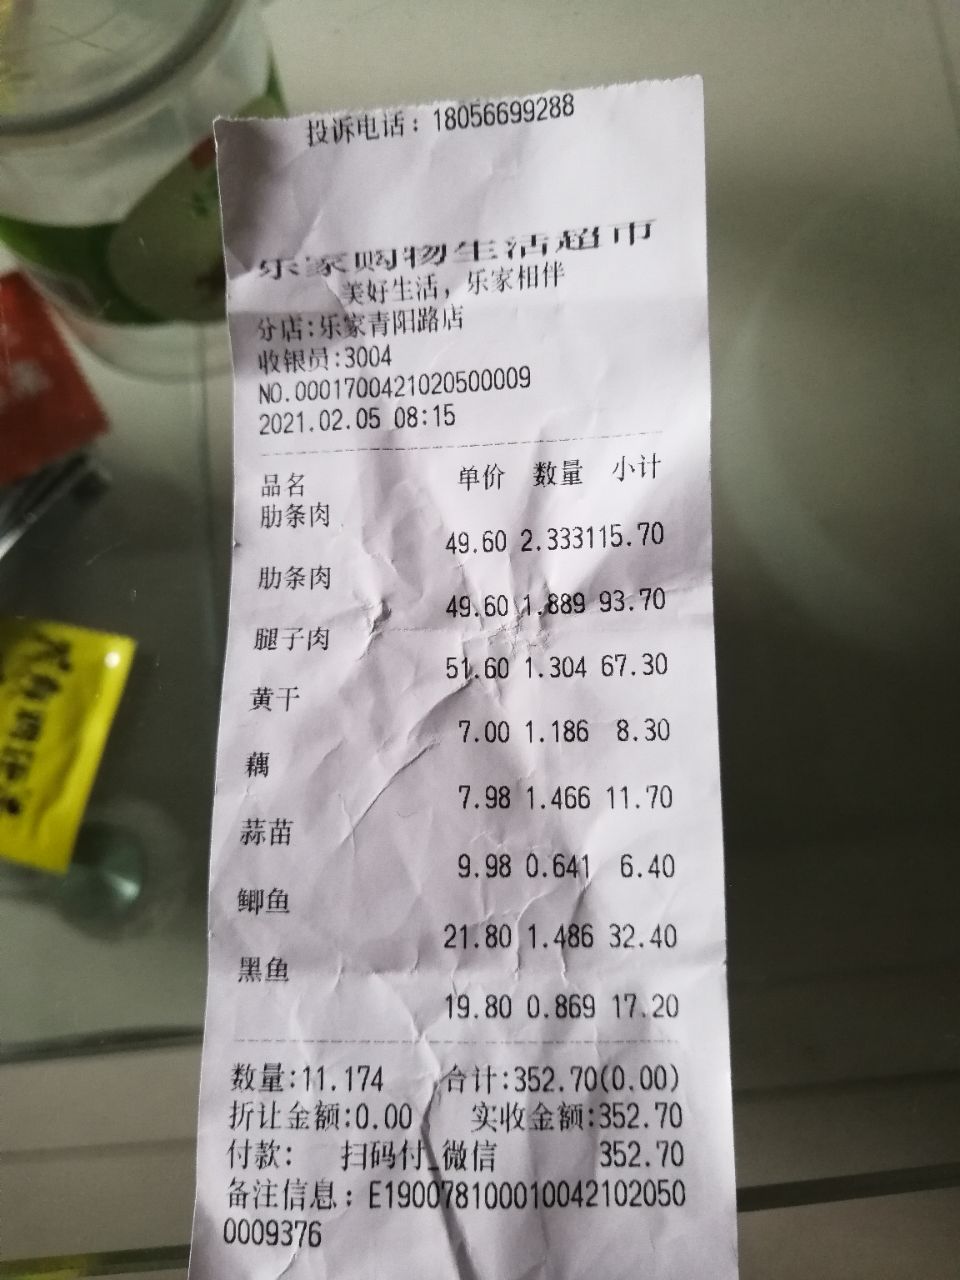 投诉电话：18056699288
乐家购物生活超市
美好生活，乐家相伴
分店:乐家青阳路店
收银员:3004
NO.0001700421020500009
2021.02.05 08:15
品名 单价 数量 小计
肋条肉
49.60 2.333115.70
肋条肉
49.60 1.889 93.70
腿子肉
51.60 1.304 67.30
黄干
7.00 1.186 8.30
藕
7.98 1.466 11.70
蒜苗
9.98 0.641 6.40
鲫鱼
21.80 1.486 32.40
黑鱼
19.80 0.869 17.20
数量:11.174 合计:352.70(0.00)
折让金额:0.00 实收金额:352.70
付款: 扫码付_微信 352.70
备注信息：E19007810001004210205​0
0009376